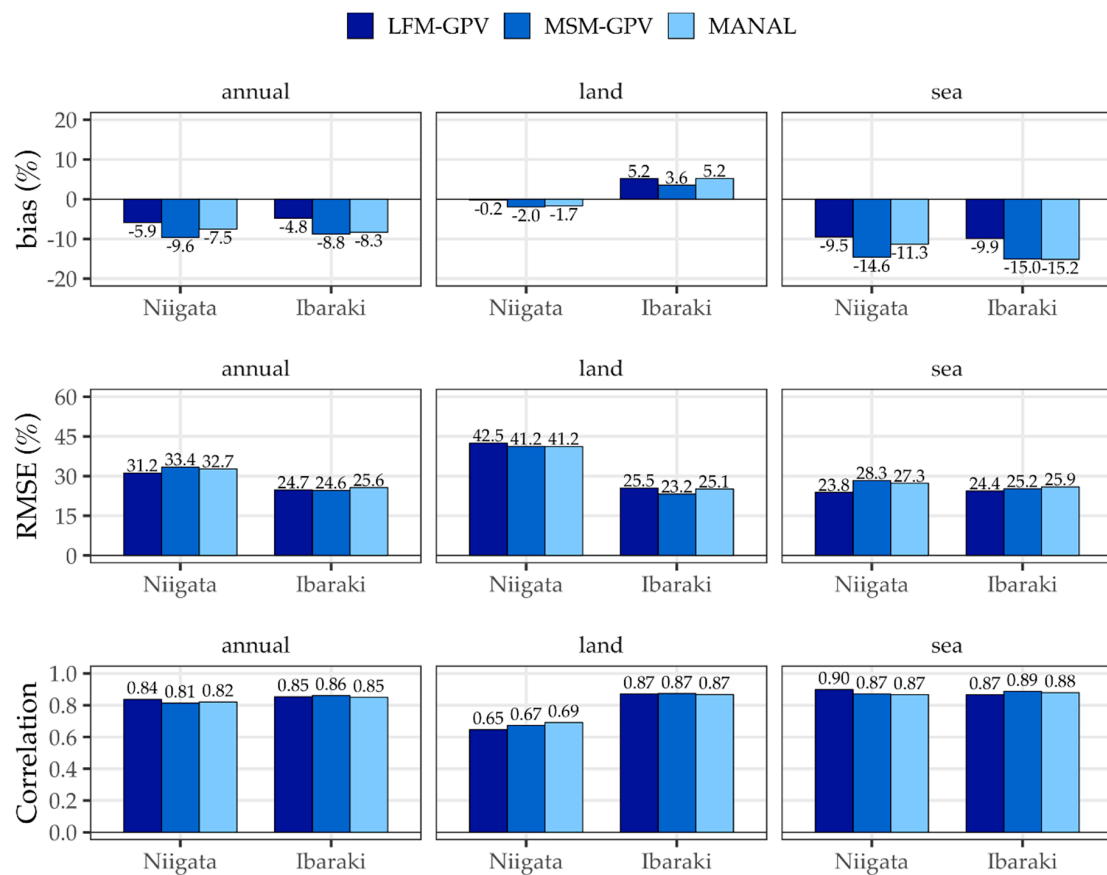 LFM-GPV MSM-GPV MANAL
annual land sea
bias (%)
20
10
0
-10
-20
-5.9 -9.6 -7.5 -4.8 -8.8 -8.3
-0.2 -2.0 -1.7 5.2 3.6 5.2
-9.5 -14.6 -11.3 -9.9 -15.0 -15.2
Niigata Ibaraki Niigata Ibaraki Niigata Ibaraki
annual land sea
RMSE (%)
60
45
30
15
0
31.2 33.4 32.7 24.7 24.6 25.6
42.5 41.2 41.2 25.5 23.2 25.1
23.8 28.3 27.3 24.4 25.2 25.9
Niigata Ibaraki Niigata Ibaraki Niigata Ibaraki
annual land sea
Correlation
1.0
0.8
0.6
0.4
0.2
0.0
0.84 0.81 0.82 0.85 0.86 0.85
0.65 0.67 0.69 0.87 0.87 0.87
0.90 0.87 0.87 0.87 0.89 0.88
Niigata Ibaraki Niigata Ibaraki Niigata Ibaraki